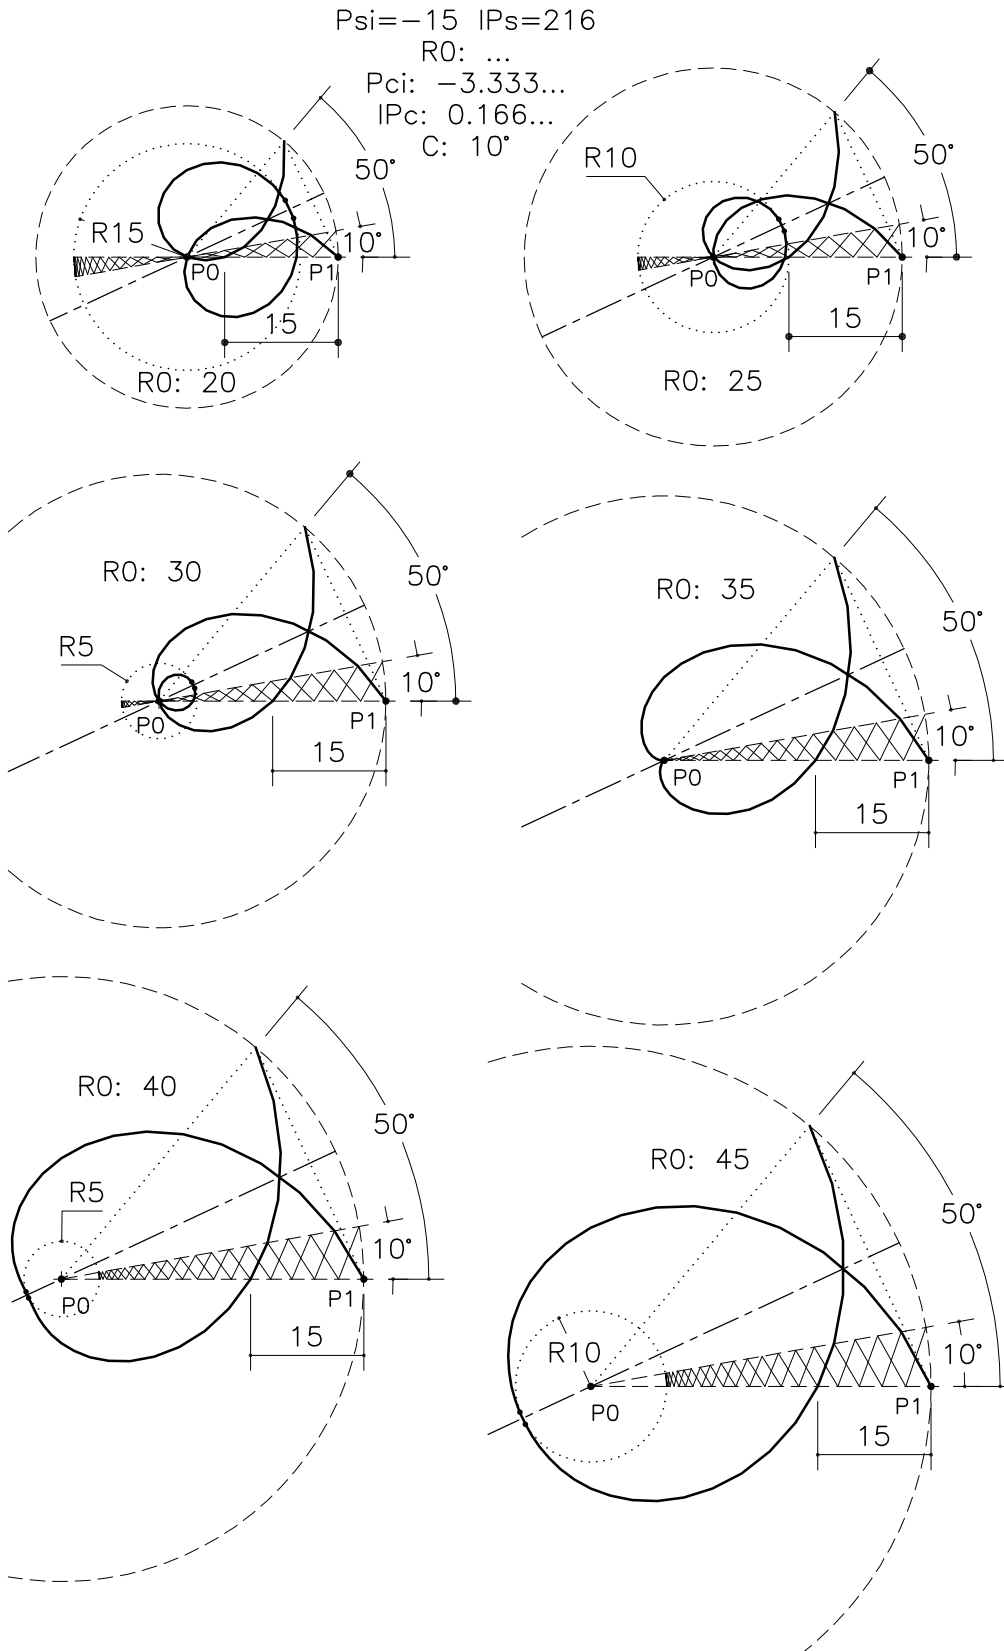 Psi=−15 IPs=216
R0: ...
Pci: −3.333...
IPc: 0.166...
C: 10°
50°
R15
10°
P0
P1
15
R0: 20
R10
50°
10°
P0
P1
15
R0: 25
R0: 30
50°
R5
10°
P0
P1
15
R0: 35
50°
10°
P0
P1
15
R0: 40
50°
R5
10°
P0
P1
15
R0: 45
50°
R10
10°
P0
P1
15